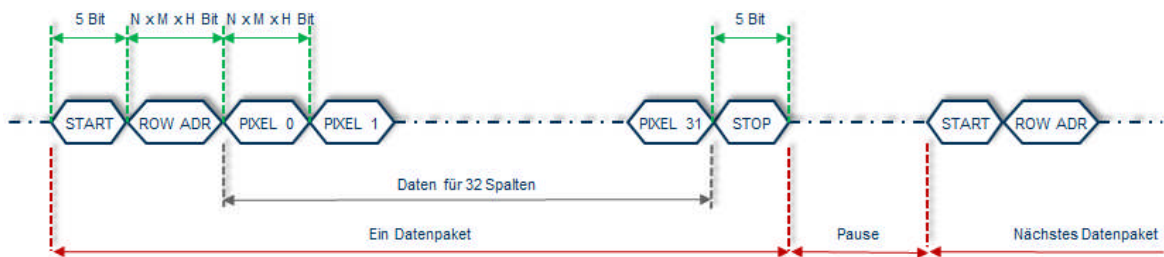 5 Bit N x M x H Bit N x M x H Bit 5 Bit
START ROW ADR PIXEL 0 PIXEL 1 PIXEL 31 STOP START ROW ADR
Daten für 32 Spalten
Ein Datenpaket Pause Nächstes Datenpaket